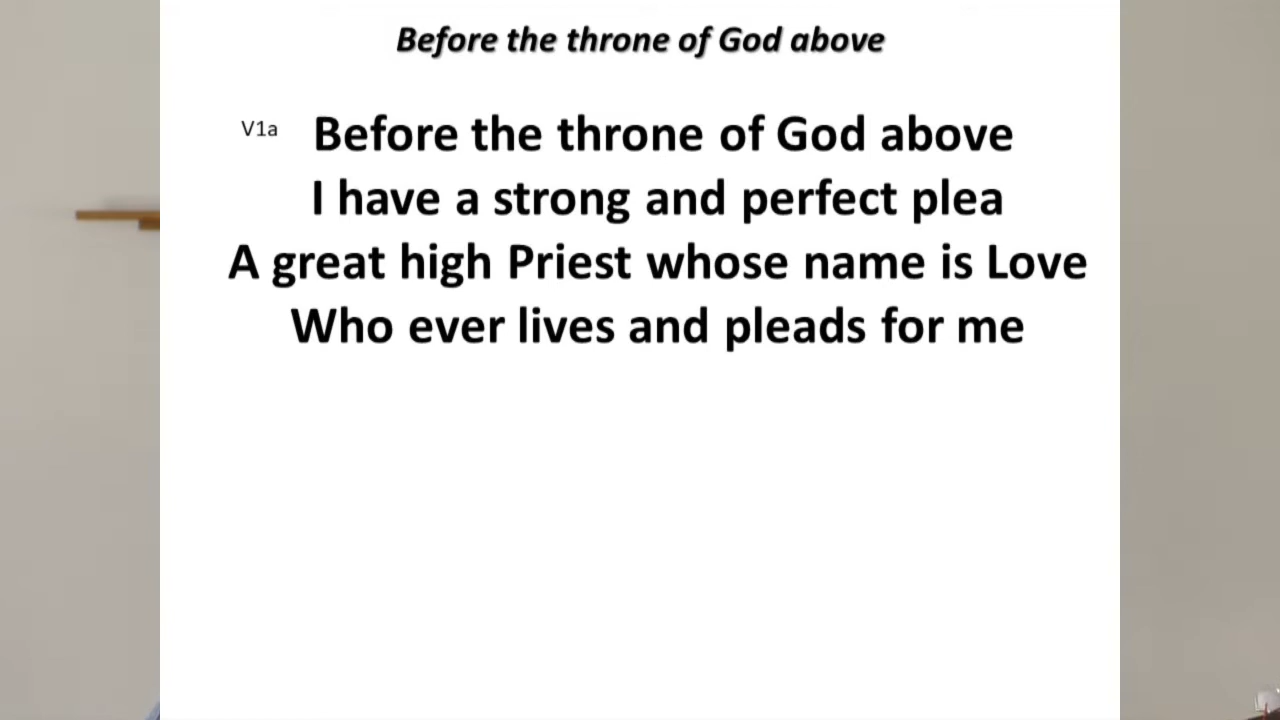 Before the throne of God above
V1a Before the throne of God above
I have a strong and perfect plea
A great high Priest whose name is Love
Who ever lives and pleads for me